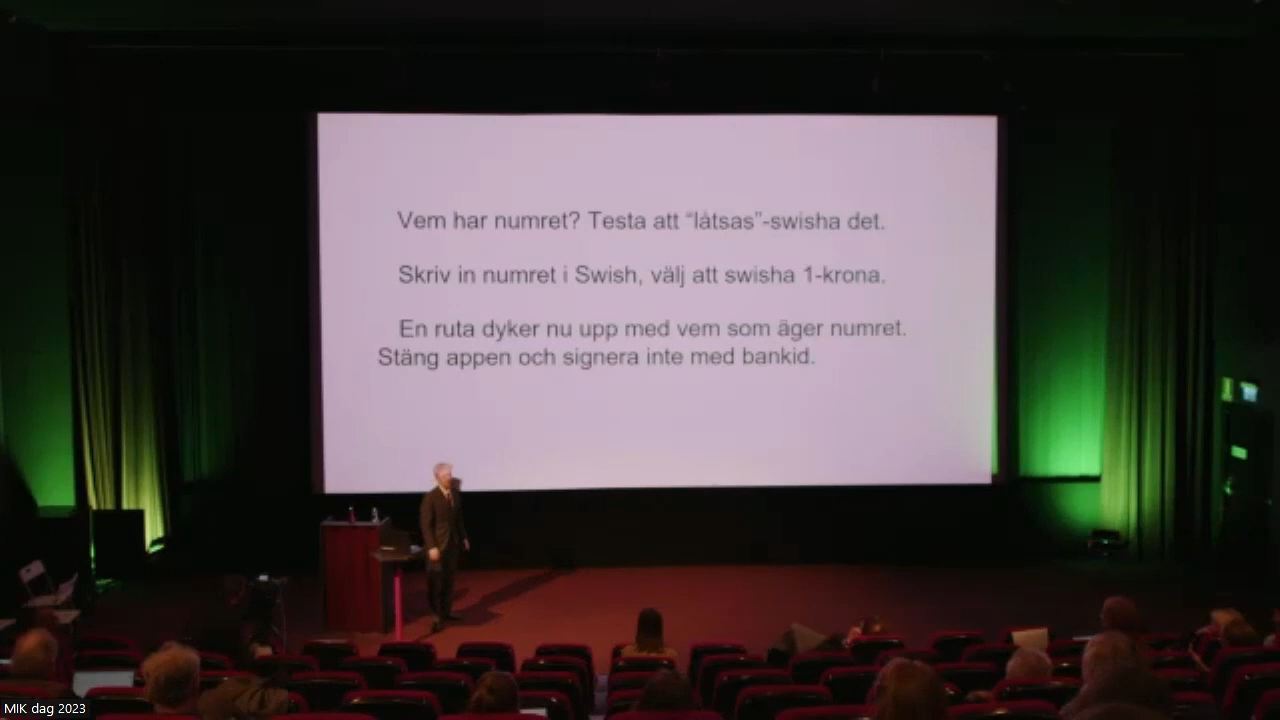 Vem har numret? Testa att “låtsas”-swisha det.
Skriv in numret i Swish, välj att swisha 1-krona.
En ruta dyker nu upp med vem som äger numret.
Stäng appen och signera inte med bankid.
MIK dag 2023